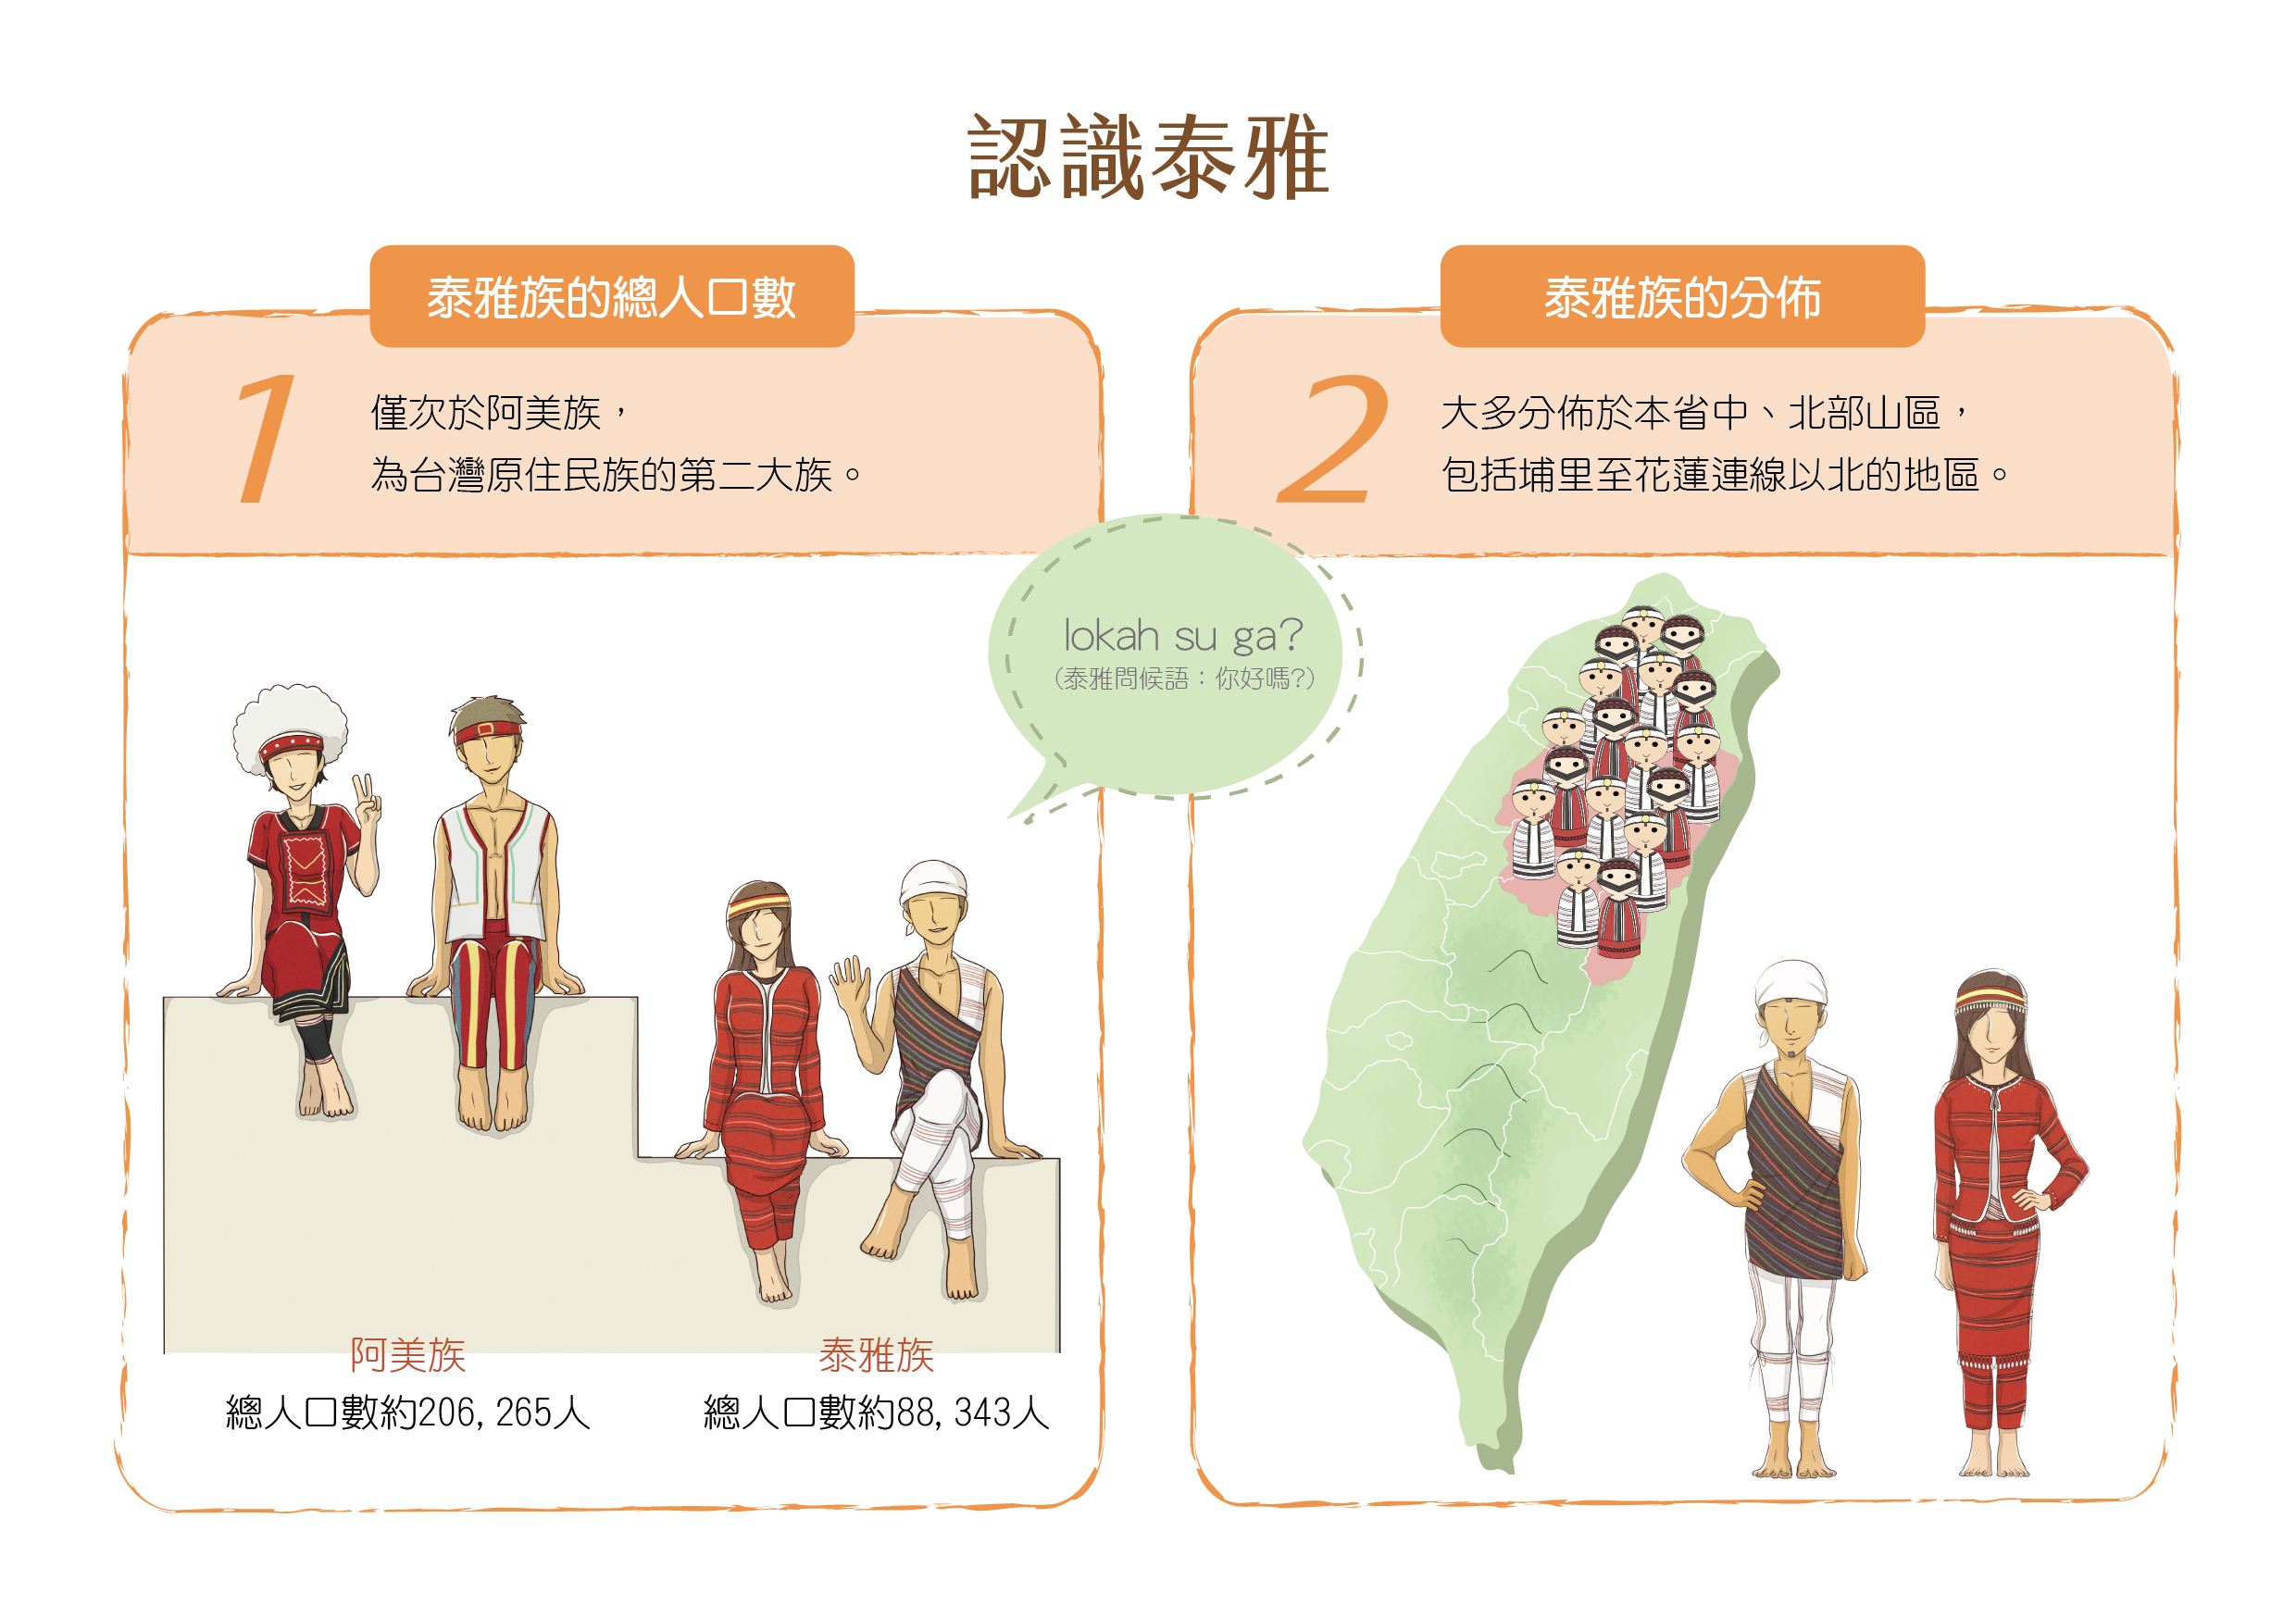 認識泰雅
泰雅族的總人口數
1
僅次於阿美族，
為台灣原住民族的第二大族。
泰雅族的分佈
2
大多分佈於本省中、北部山區，
包括埔里至花蓮連線以北的地區。
lokah su ga?
(泰雅問候語：你好嗎?)
阿美族
總人口數約206, 265人
泰雅族
總人口數約88, 343人